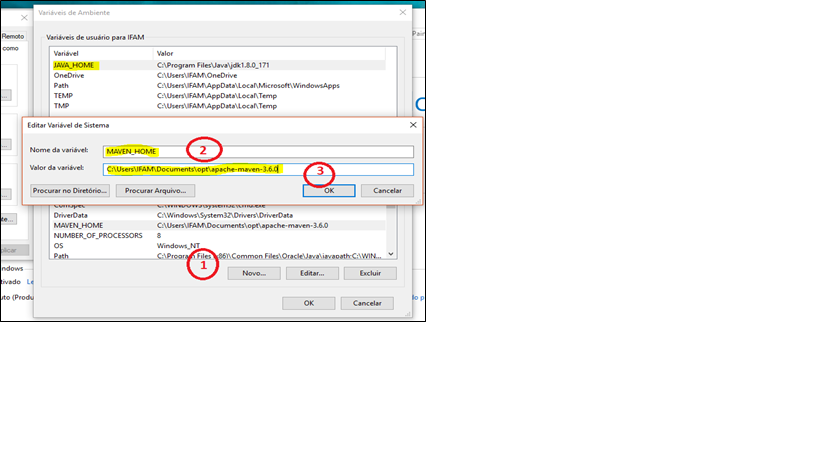 Variáveis de Ambiente
Remoto
como
Variáveis de usuário para IFAM
Variável Valor
JAVA_HOME C:\Program Files\Java\jdk1.8.0_171
OneDrive C:\Users\IFAM\OneDrive
Path C:\Users\IFAM\AppData\Local\Microsoft\WindowsApps
TEMP C:\Users\IFAM\AppData\Local\Temp
TMP C:\Users\IFAM\AppData\Local\Temp
Editar Variável de Sistema
Nome da variável: MAVEN_HOME
2
Valor da variável: C:\Users\IFAM\Documents\opt\apache-maven-3.6.0
3
Procurar no Diretório... Procurar Arquivo... OK Cancelar
ComSpec C:\WINDOWS\system32\cmd.exe
DriverData C:\Windows\System32\Drivers\DriverData
MAVEN_HOME C:\Users\IFAM\Documents\opt\apache-maven-3.6.0
NUMBER_OF_PROCESSORS 8
OS Windows_NT
Path C:\Program Files (x86)\Common Files\Oracle\Java\javapath;C:\WIN...
1
Novo... Editar... Excluir
OK Cancelar